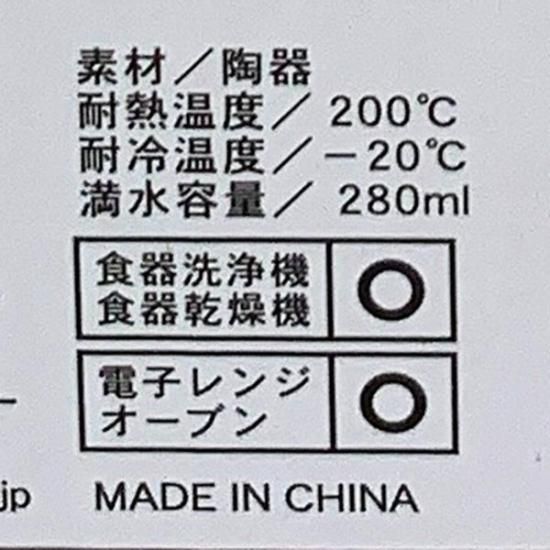 素材／陶器
耐熱温度／200℃
耐冷温度／−20℃
満水容量／280ml
食器洗浄機
食器乾燥機
○
電子レンジ
オーブン
○
ー
jp
MADE IN CHINA